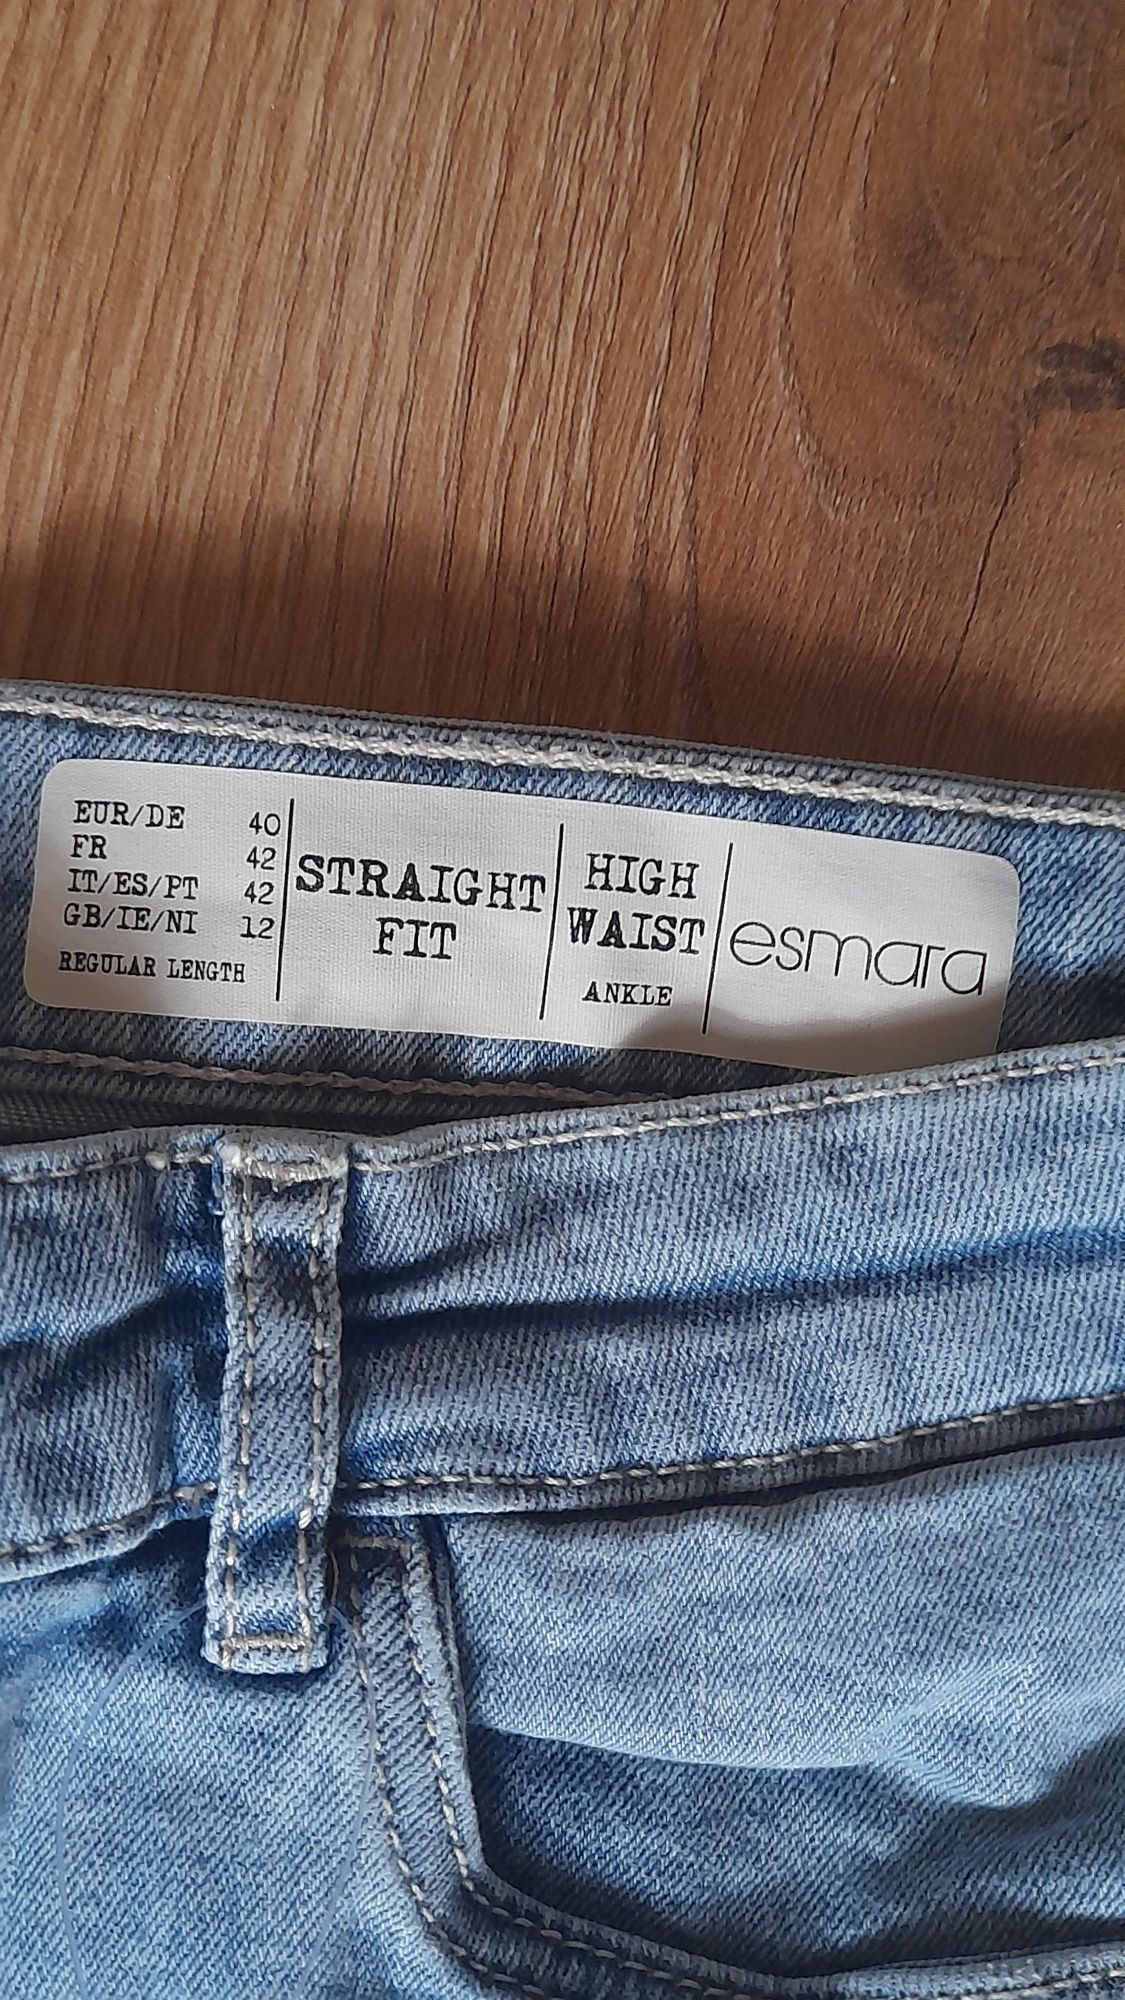 EUR/DE 40
FR 42
IT/ES/PT 42
GB/IE/NI 12
REGULAR LENGTH
STRAIGHT
FIT
HIGH
WAIST
ANKLE
esmara